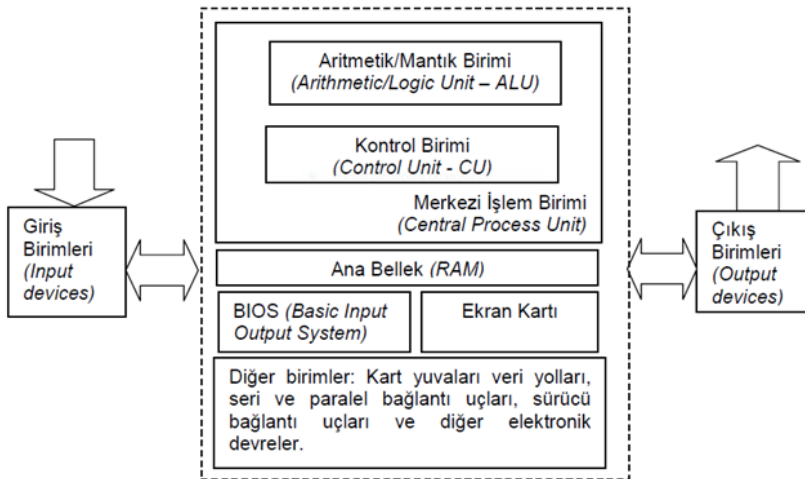 Aritmetik/Mantık Birimi
(Arithmetic/Logic Unit – ALU)
Kontrol Birimi
(Control Unit - CU)
Merkezi İşlem Birimi
(Central Process Unit)
Giriş
Birimleri
(Input
devices)
Ana Bellek (RAM)
BIOS (Basic Input
Output System)
Ekran Kartı
Diğer birimler: Kart yuvaları veri yolları,
seri ve paralel bağlantı uçları, sürücü
bağlantı uçları ve diğer elektronik
devreler.
Çıkış
Birimleri
(Output
devices)